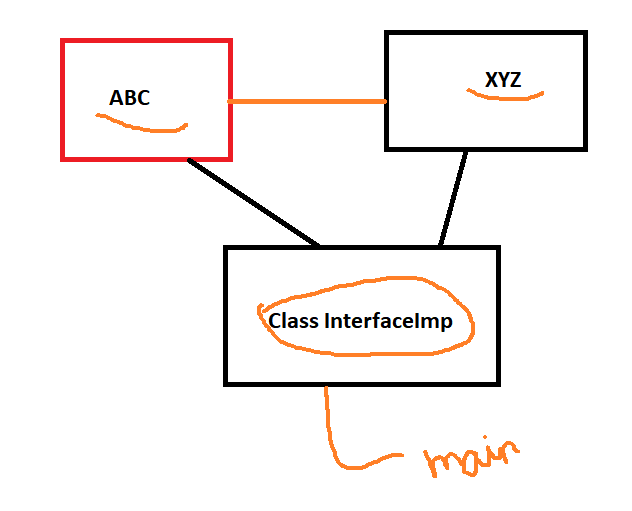 ABC
XYZ
Class InterfaceImp
main